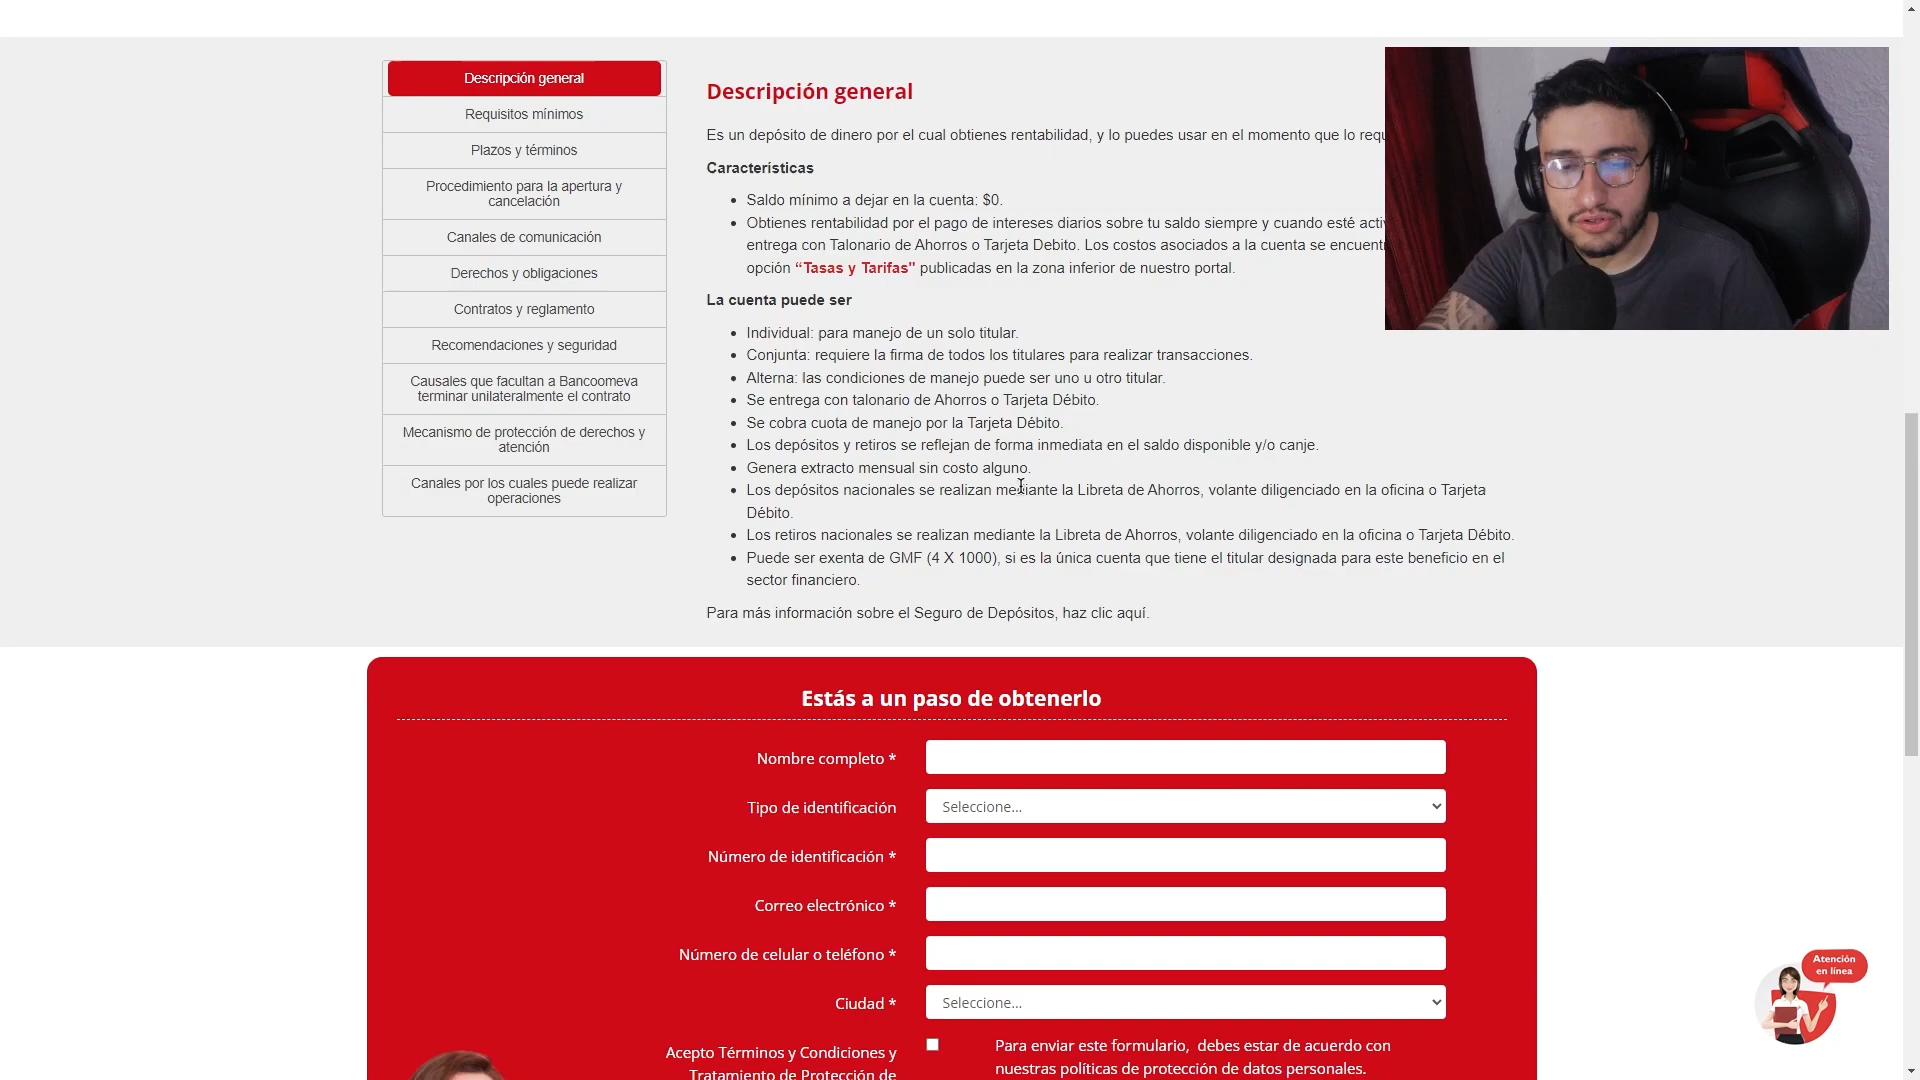 Descripción general
Requisitos mínimos
Plazos y términos
Procedimiento para la apertura y
cancelación
Canales de comunicación
Derechos y obligaciones
Contratos y reglamento
Recomendaciones y seguridad
Causales que facultan a Bancoomeva
terminar unilateralmente el contrato
Mecanismo de protección de derechos y
atención
Canales por los cuales puede realizar
operaciones
Descripción general
Es un depósito de dinero por el cual obtienes rentabilidad, y lo puedes usar en el momento que lo
Características
Saldo mínimo a dejar en la cuenta: $0.
Obtienes rentabilidad por el pago de intereses diarios sobre tu saldo siempre y cuando esté
entrega con Talonario de Ahorros o Tarjeta Debito. Los costos asociados a la cuenta se
opción “Tasas y Tarifas" publicadas en la zona inferior de nuestro portal.
La cuenta puede ser
Individual: para manejo de un solo titular.
Conjunta: requiere la firma de todos los titulares para realizar transacciones.
Alterna: las condiciones de manejo puede ser uno u otro titular.
Se entrega con talonario de Ahorros o Tarjeta Débito.
Se cobra cuota de manejo por la Tarjeta Débito.
Los depósitos y retiros se reflejan de forma inmediata en el saldo disponible y/o canje.
Genera extracto mensual sin costo alguno.
Los depósitos nacionales se realizan mediante la Libreta de Ahorros, volante diligenciado en la oficina o Tarjeta
Débito.
Los retiros nacionales se realizan mediante la Libreta de Ahorros, volante diligenciado en la oficina o Tarjeta Débito.
Puede ser exenta de GMF (4 X 1000), si es la única cuenta que tiene el titular designada para este beneficio en el
sector financiero.
Para más información sobre el Seguro de Depósitos, haz clic aquí.
Estás a un paso de obtenerlo
Nombre completo *
Tipo de identificación
Seleccione...
Número de identificación *
Correo electrónico *
Número de celular o teléfono *
Ciudad *
Seleccione...
Acepto Términos y Condiciones y
Tratamiento de Protección de
Para enviar este formulario, debes estar de acuerdo con
nuestras políticas de protección de datos personales.
Atención
en línea